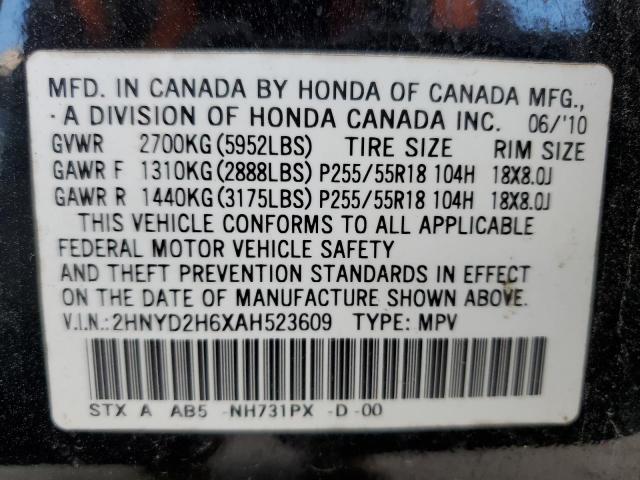 MFD. IN CANADA BY HONDA OF CANADA MFG.,
A DIVISION OF HONDA CANADA INC. 06/'10
GVWR 2700KG(5952LBS) TIRE SIZE RIM SIZE
GAWR F 1310KG(2888LBS) P255/55R18 104H 18X8.0J
GAWR R 1440KG(3175LBS) P255/55R18 104H 18X8.0J
THIS VEHICLE CONFORMS TO ALL APPLICABLE
FEDERAL MOTOR VEHICLE SAFETY
AND THEFT PREVENTION STANDARDS IN EFFECT
ON THE DATE OF MANUFACTURE SHOWN ABOVE.
V.I.N.:2HNYD2H6XAH523609 TYPE: MPV
STX A AB5 -NH731PX -D -00